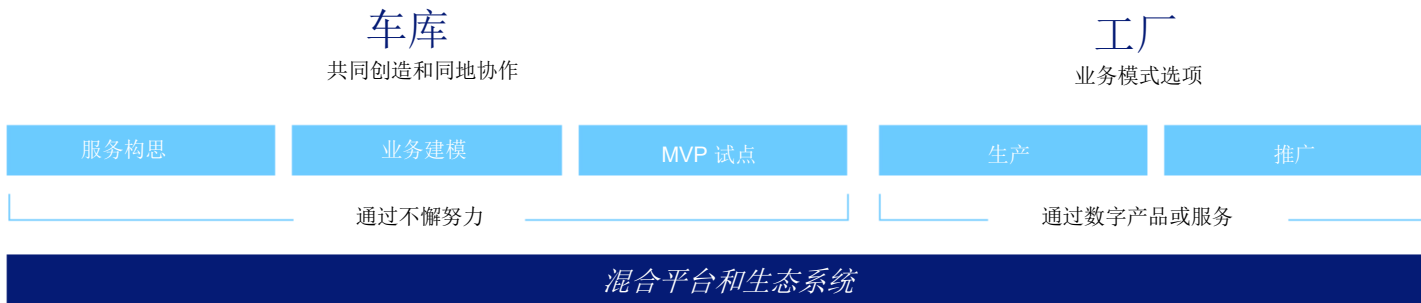 车库
共同创造和同地协作
工厂
业务模式选项
服务构思
业务建模
MVP 试点
生产
推广
通过不懈努力
通过数字产品或服务
混合平台和生态系统